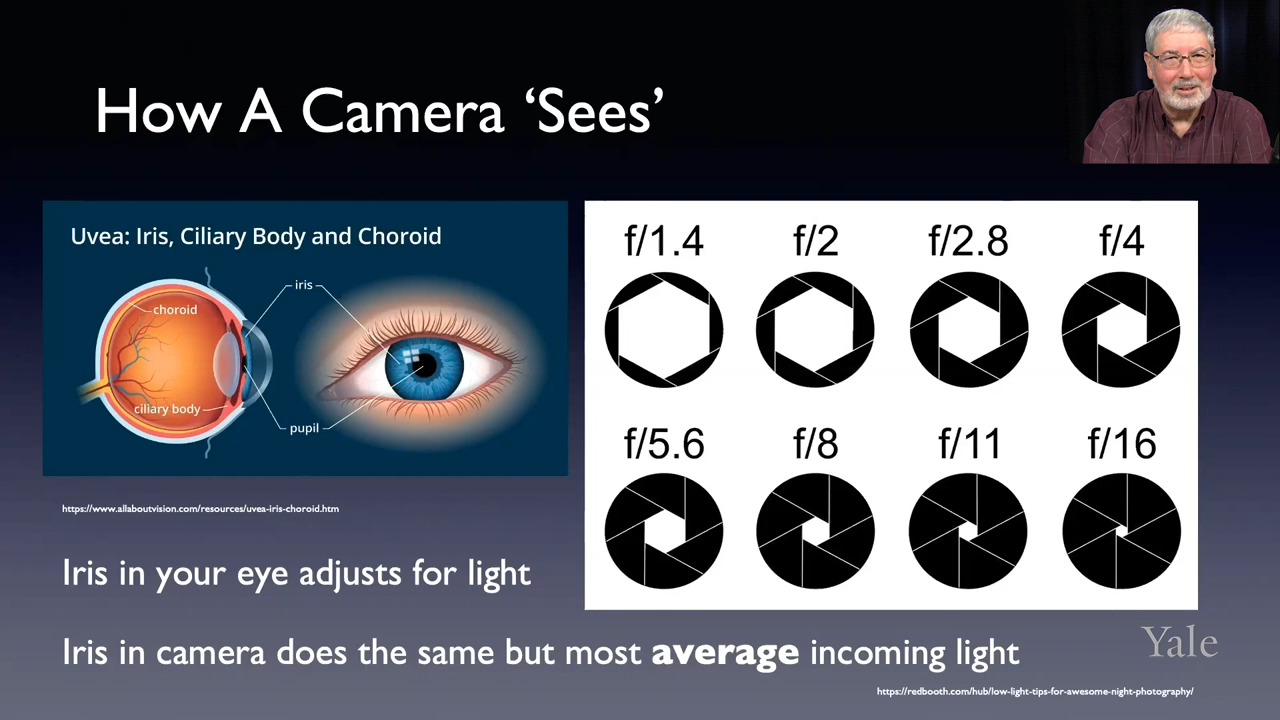 How A Camera ‘Sees’
Uvea: Iris, Ciliary Body and Choroid
iris
choroid
ciliary body
pupil
f/1.4 f/2 f/2.8 f/4
f/5.6 f/8 f/11 f/16
https://www.allaboutvision.com/resources/uvea-iris-choroid.htm
Iris in your eye adjusts for light
Iris in camera does the same but most average incoming light
Yale
https://redbooth.com/hub/low-light-tips-for-awesome-night-photography/